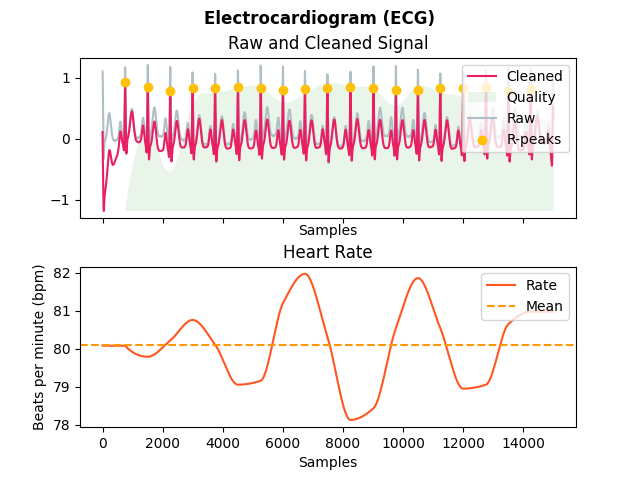 Electrocardiogram (ECG)
Raw and Cleaned Signal
1
0
−1
Cleaned
Quality
Raw
R-peaks
Samples
Heart Rate
82
81
80
79
78
Beats per minute (bpm)
Rate
Mean
0 2000 4000 6000 8000 10000 12000 14000
Samples